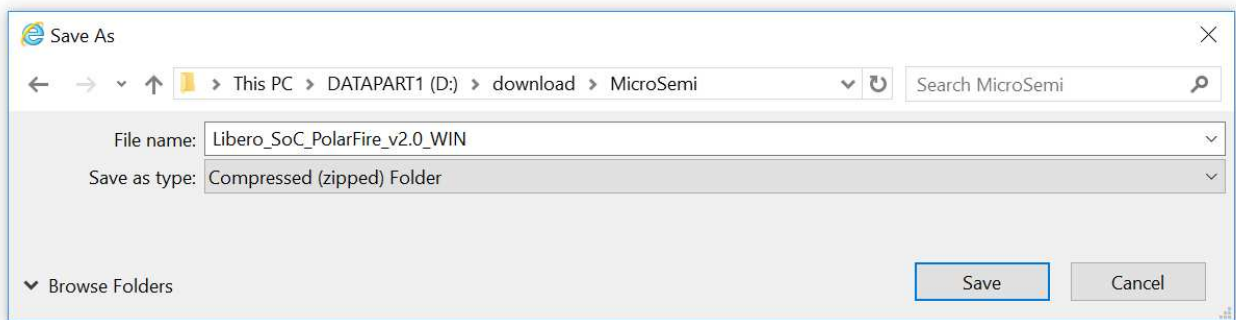 Save As
This PC > DATAPART1 (D:) > download > MicroSemi
Search MicroSemi
File name: Libero_SoC_PolarFire_v2.0_WIN
Save as type: Compressed (zipped) Folder
Browse Folders
Save
Cancel